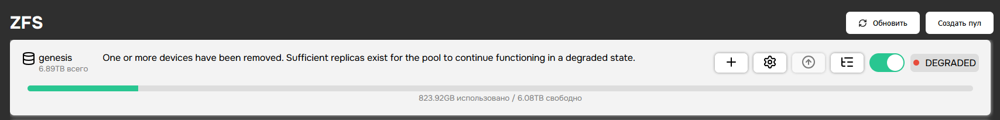 ZFS
Обновить
Создать пул
genesis
6.89TB всего
One or more devices have been removed. Sufficient replicas exist for the pool to continue functioning in a degraded state.
DEGRADED
823.92GB использовано / 6.08TB свободно